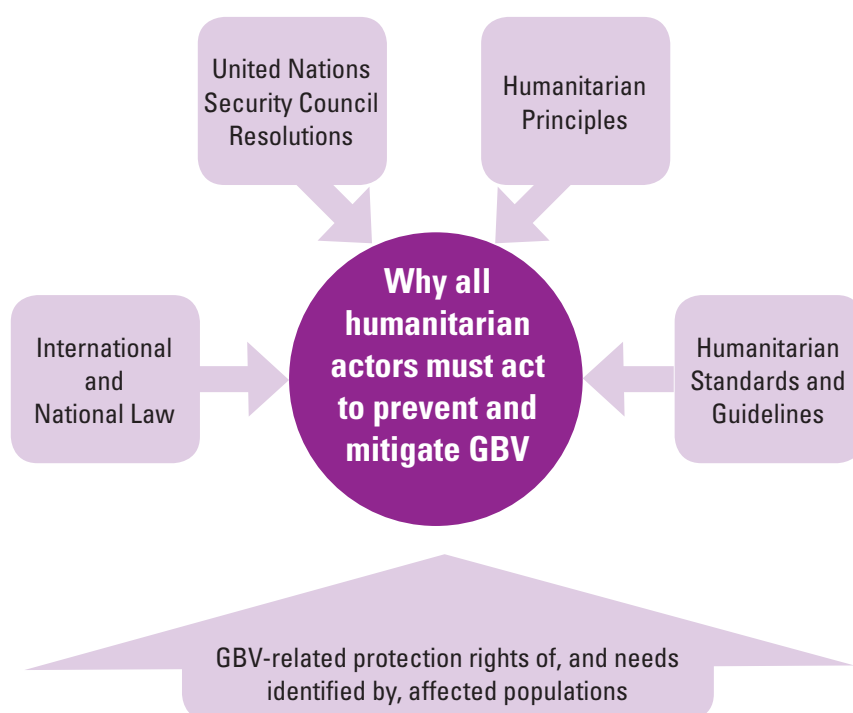 United Nations
Security Council
Resolutions
Humanitarian
Principles
Why all
humanitarian
actors must act
to prevent and
mitigate GBV
International
and
National Law
Humanitarian
Standards and
Guidelines
GBV-related protection rights of, and needs
identified by, affected populations